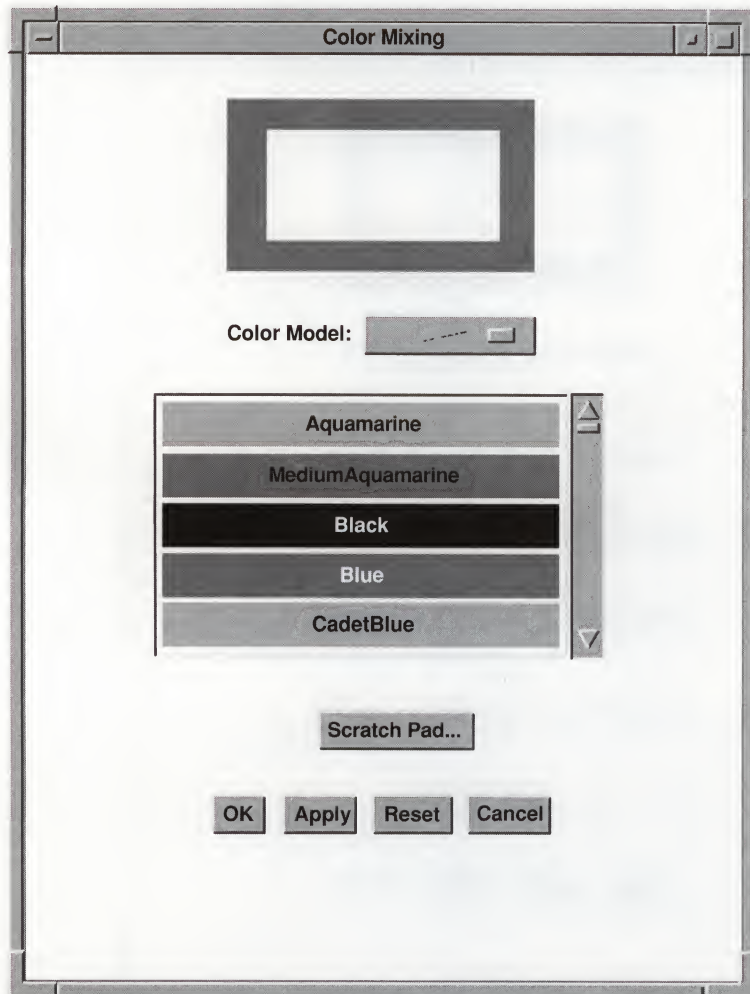 Color Mixing
Color Model:
Aquamarine
MediumAquamarine
Black
Blue
CadetBlue
Scratch Pad...
OK Apply Reset Cancel